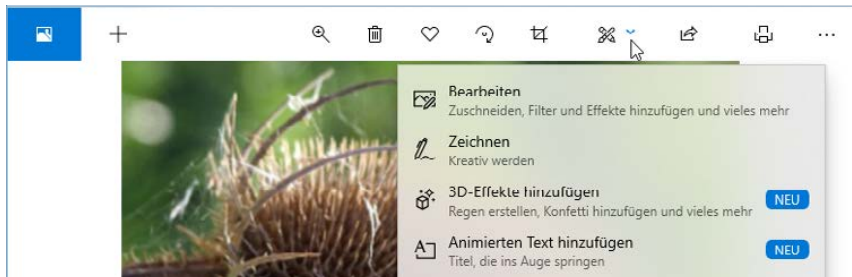 Bearbeiten
Zuschneiden, Filter und Effekte hinzufügen und vieles mehr
Zeichnen
Kreativ werden
3D-Effekte hinzufügen
NEU
Regen erstellen, Konfetti hinzufügen und vieles mehr
Animierten Text hinzufügen
NEU
Titel, die ins Auge springen